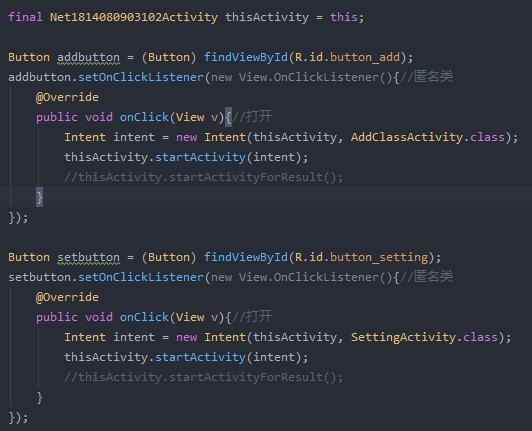 final Net1814080903102Activity thisActivity = this;
Button addbutton = (Button) findViewById(R.id.button_add);
addbutton.setOnClickListener(new View.OnClickListener(){//匿名类
@Override
public void onClick(View v){//打开
Intent intent = new Intent(thisActivity, AddClassActivity.class);
thisActivity.startActivity(intent);
//thisActivity.startActivityForResult();
}
});
Button setbutton = (Button) findViewById(R.id.button_setting);
setbutton.setOnClickListener(new View.OnClickListener(){//匿名类
@Override
public void onClick(View v){//打开
Intent intent = new Intent(thisActivity, SettingActivity.class);
thisActivity.startActivity(intent);
//thisActivity.startActivityForResult();
}
});